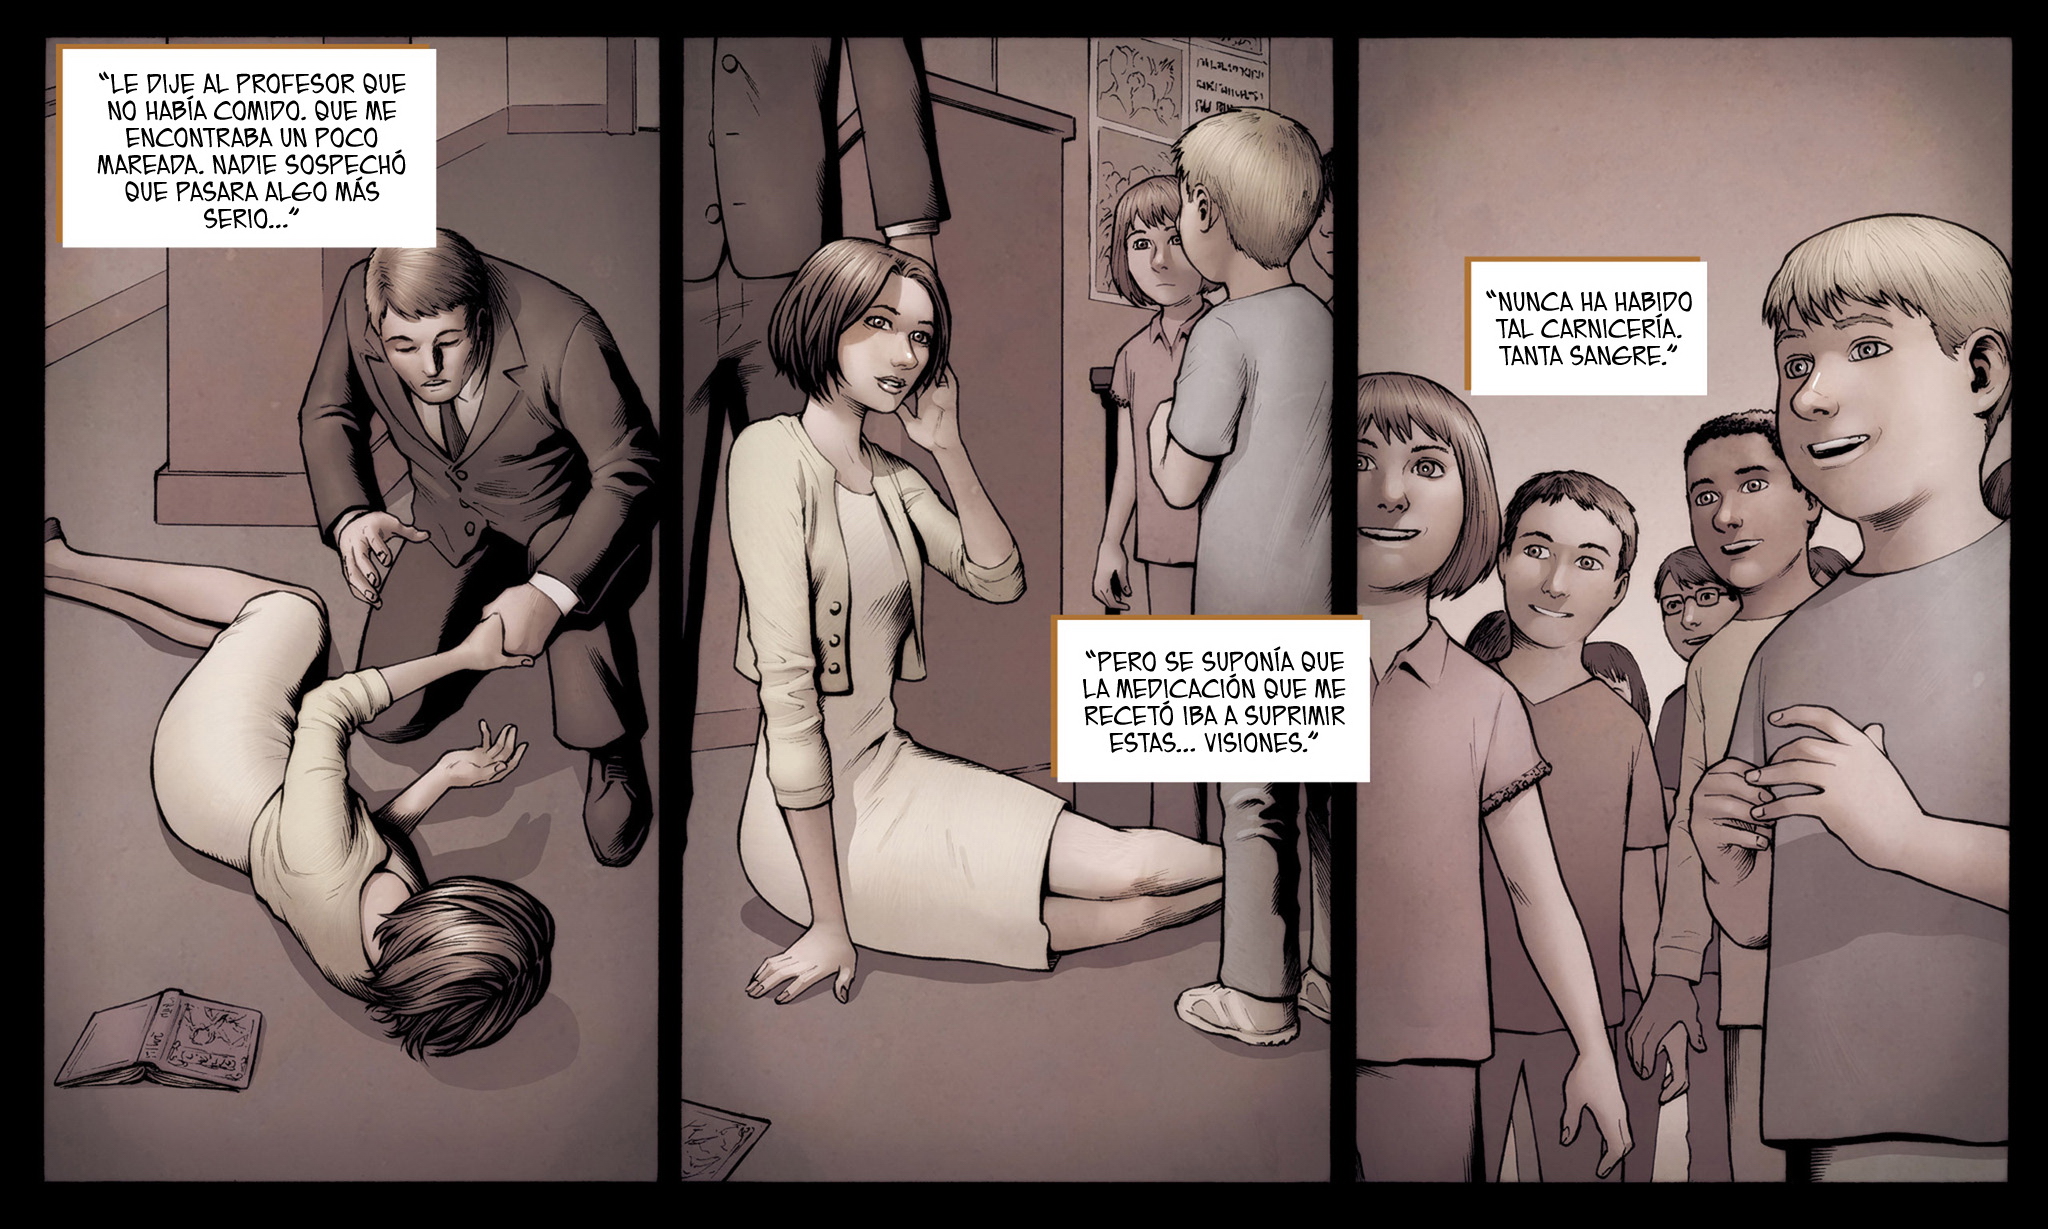 “LE DIJE AL PROFESOR QUE
NO HABÍA COMIDO. QUE ME
ENCONTRABA UN POCO
MAREADA. NADIE SOSPECHÓ
QUE PASARA ALGO MÁS
SERIO...”
“PERO SE SUPONÍA QUE
LA MEDICACIÓN QUE ME
RECETÓ IBA A SUPRIMIR
ESTAS... VISIONES.”
“NUNCA HA HABIDO
TAL CARNICERÍA.
TANTA SANGRE.”